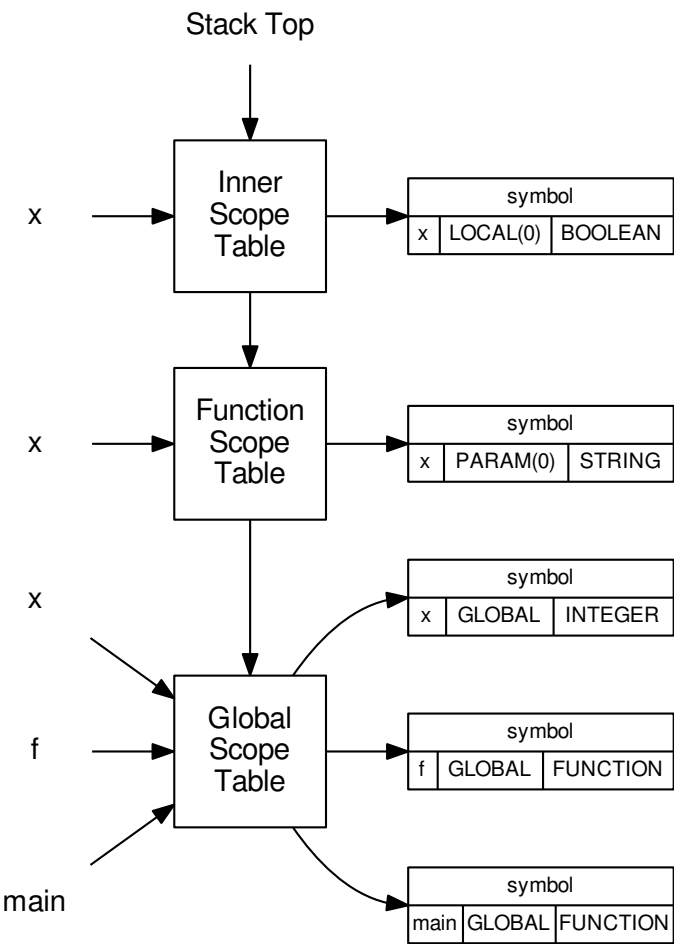 Stack Top
x
Inner
Scope
Table
symbol
x LOCAL(0) BOOLEAN
x
Function
Scope
Table
symbol
x PARAM(0) STRING
x
symbol
x GLOBAL INTEGER
f
Global
Scope
Table
symbol
f GLOBAL FUNCTION
main
symbol
main GLOBAL FUNCTION